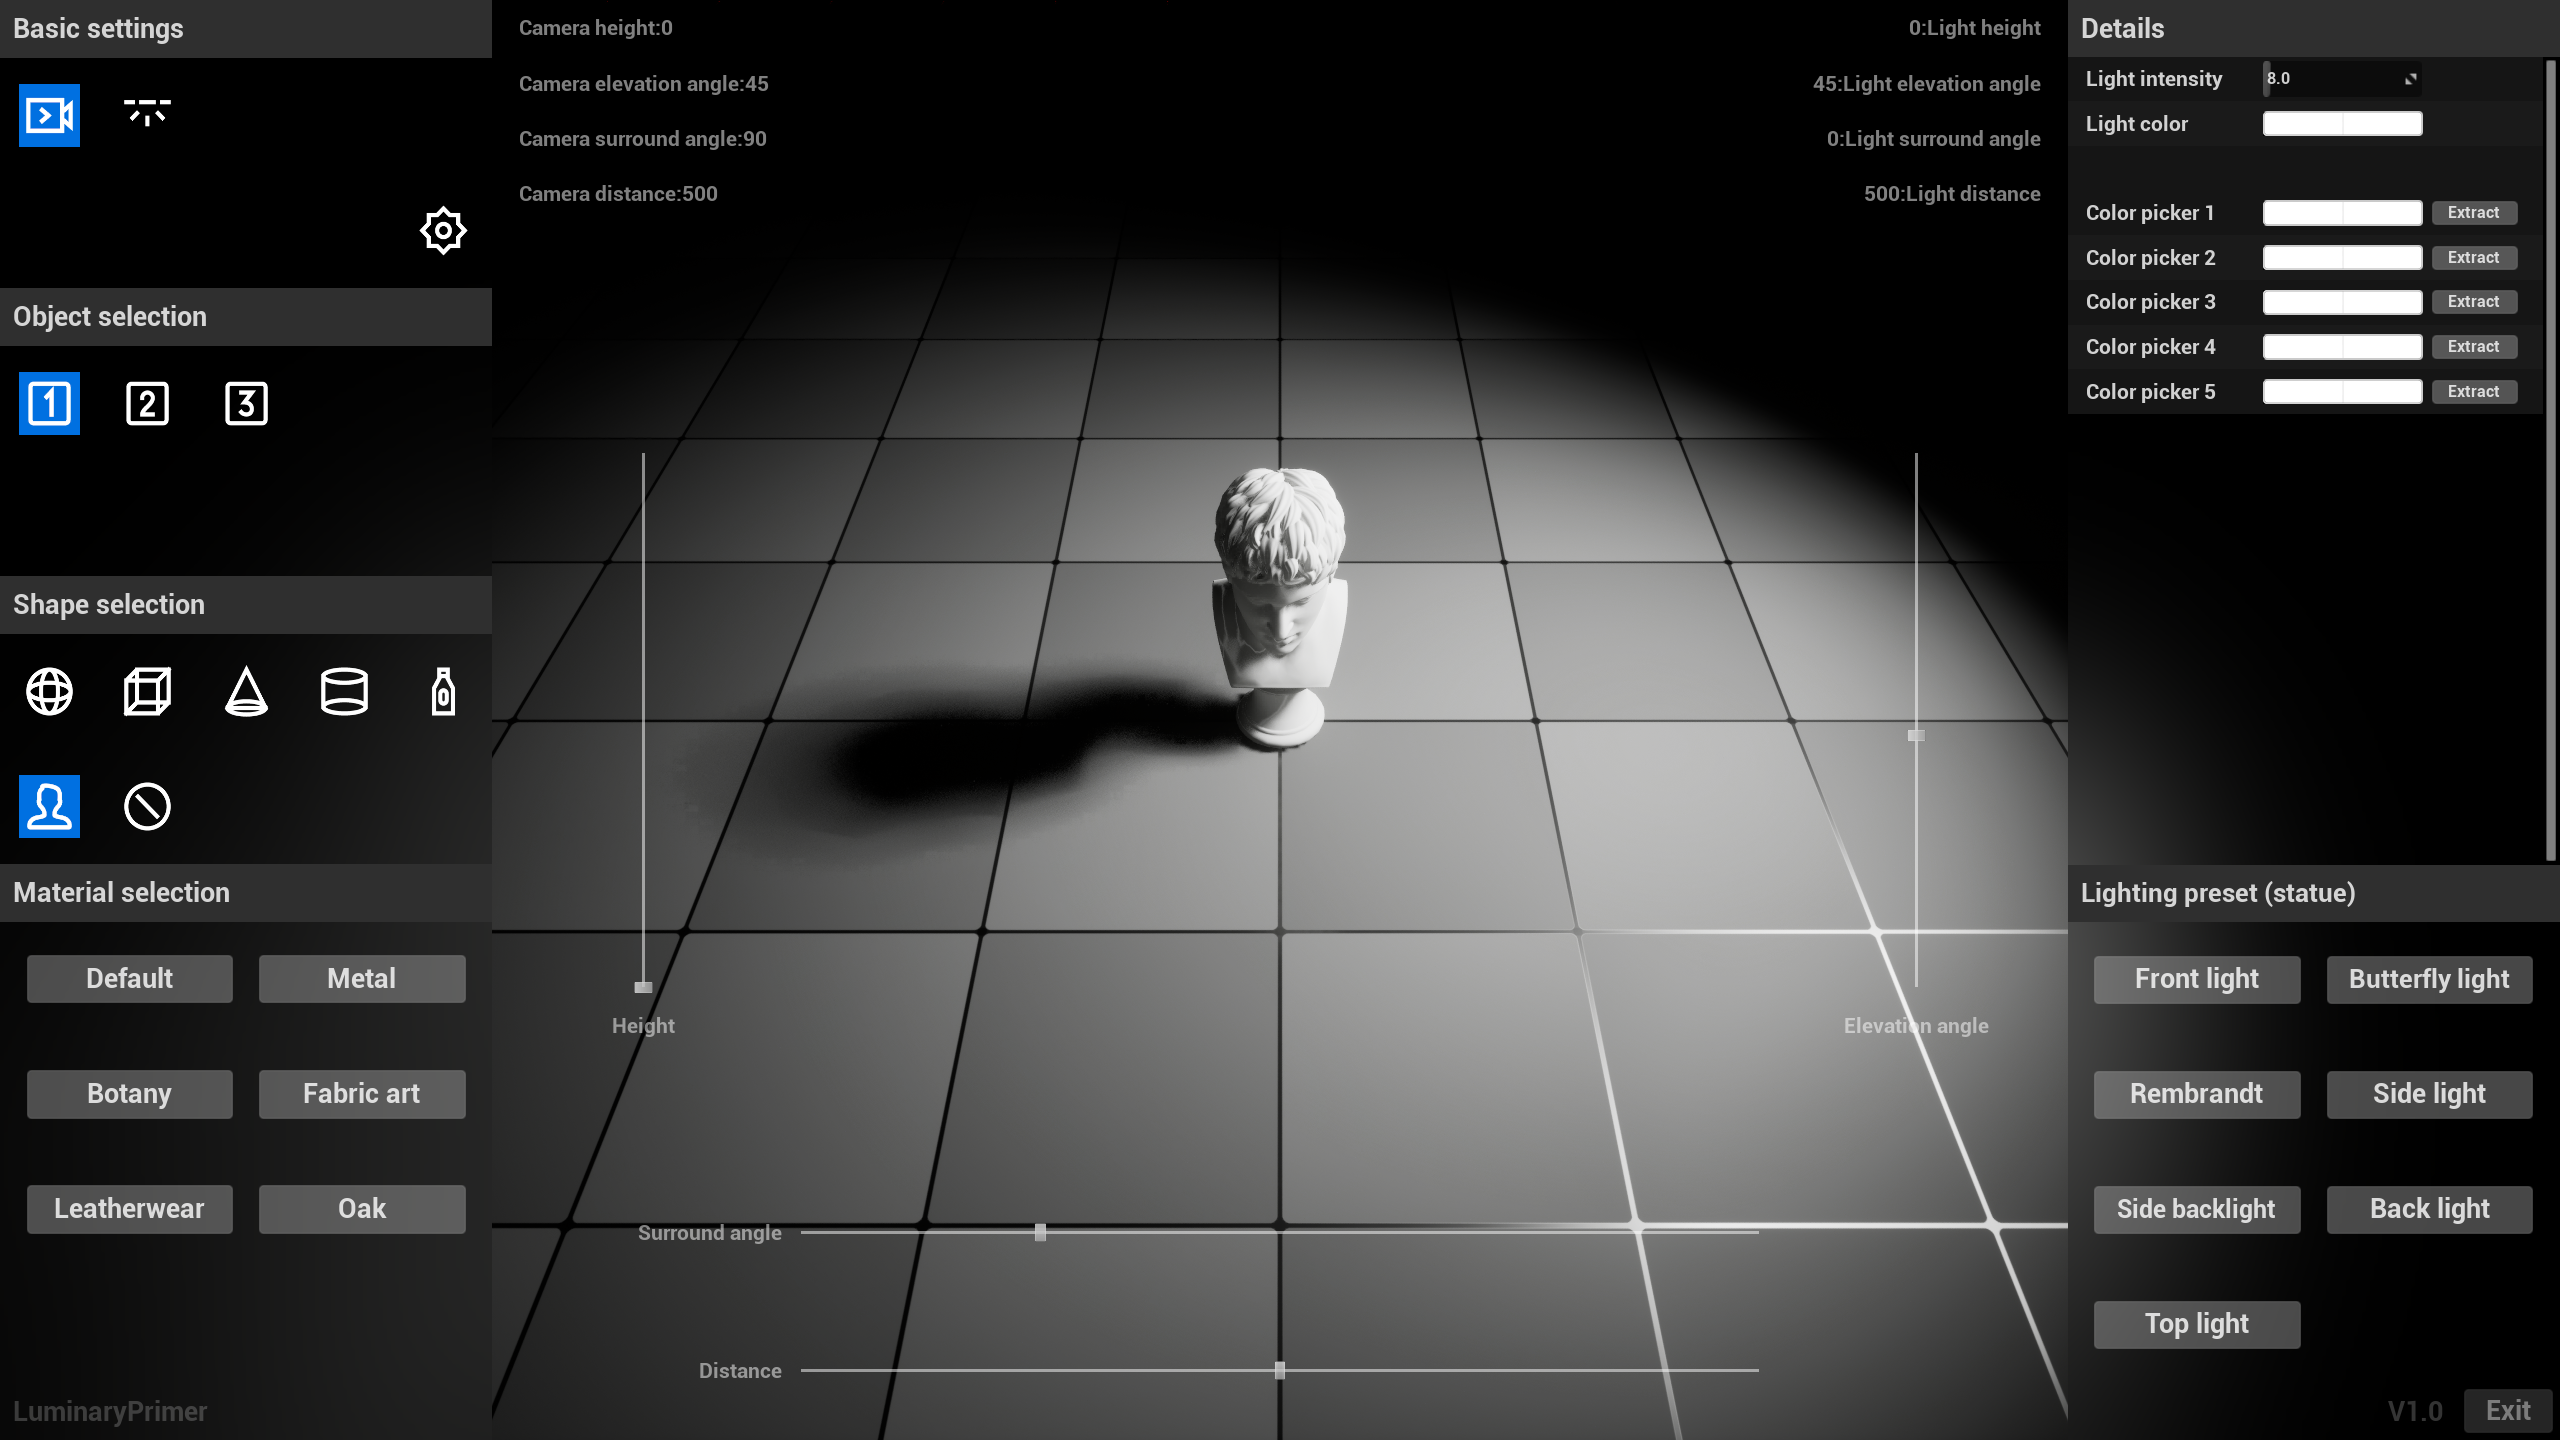 Basic settings
Object selection
1 2 3
Shape selection
Material selection
Default Metal
Botany Fabric art
Leatherwear Oak
LuminaryPrimer
Camera height:0
Camera elevation angle:45
Camera surround angle:90
Camera distance:500
0:Light height
45:Light elevation angle
0:Light surround angle
500:Light distance
Height
Elevation angle
Surround angle
Distance
Details
Light intensity 8.0
Light color
Color picker 1 Extract
Color picker 2 Extract
Color picker 3 Extract
Color picker 4 Extract
Color picker 5 Extract
Lighting preset (statue)
Front light Butterfly light
Rembrandt Side light
Side backlight Back light
Top light
V1.0 Exit